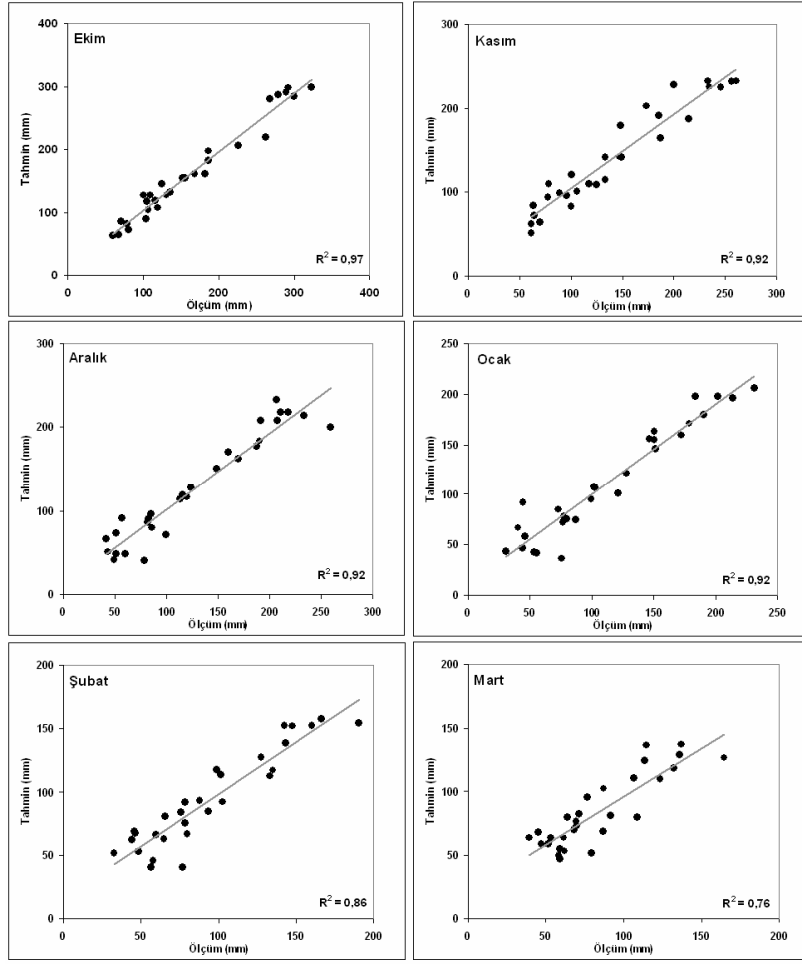 Ekim
Tahmin (mm)
400
300
200
100
0
R² = 0,97
0 100 200 300 400
Ölçüm (mm)
Kasım
Tahmin (mm)
300
200
100
0
R² = 0,92
0 50 100 150 200 250 300
Ölçüm (mm)
Aralık
Tahmin (mm)
300
200
100
0
R² = 0,92
0 50 100 150 200 250 300
Ölçüm (mm)
Ocak
Tahmin (mm)
250
200
150
100
50
0
R² = 0,92
0 50 100 150 200 250
Ölçüm (mm)
Şubat
Tahmin (mm)
200
150
100
50
0
R² = 0,86
0 50 100 150 200
Ölçüm (mm)
Mart
Tahmin (mm)
200
150
100
50
0
R² = 0,76
0 50 100 150 200
Ölçüm (mm)